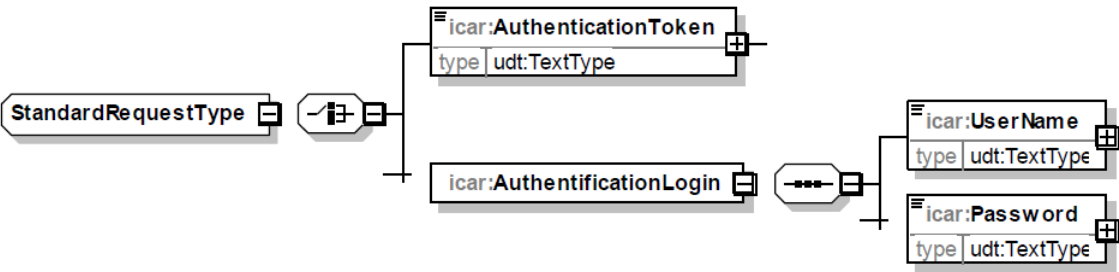 StandardRequestType
icar:AuthenticationToken
type udt:TextType
icar:AuthentificationLogin
icar:UserName
type udt:TextType
icar:Password
type udt:TextType